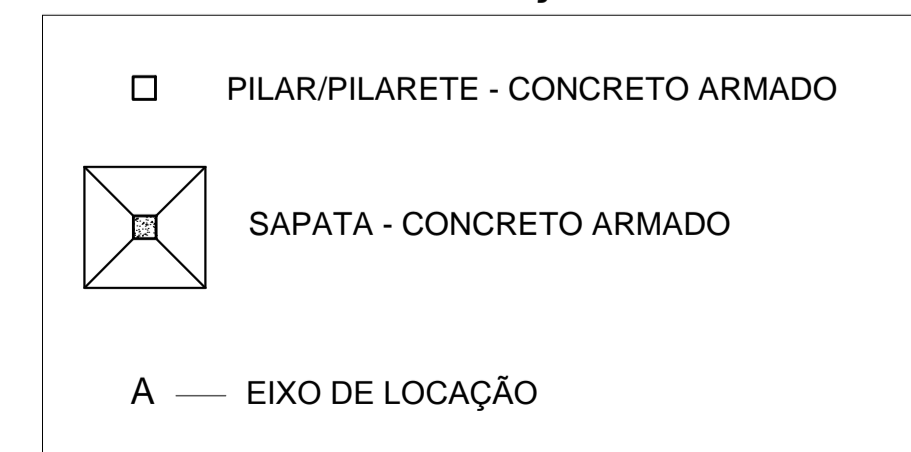 PILAR/PILARETE - CONCRETO ARMADO
SAPATA - CONCRETO ARMADO
A — EIXO DE LOCAÇÃO